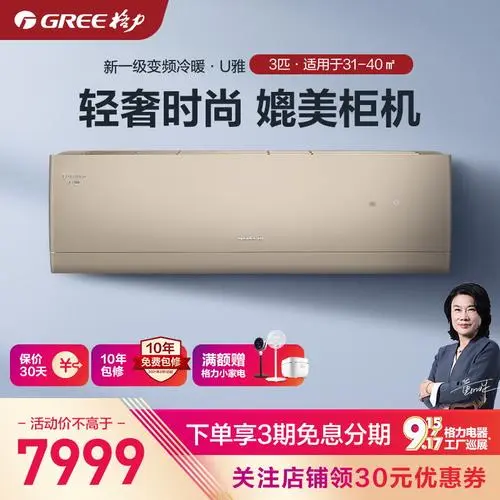 GREE 格力
新一级变频冷暖·U雅 3匹·适用于31-40㎡
轻奢时尚 媲美柜机
保价
30天
10年
包修
10年
免费包修
满额赠
格力小家电
活动价不高于
7999
下单享3期免息分期
9.15
9.17
格力电器
工厂巡展
关注店铺领30元优惠券